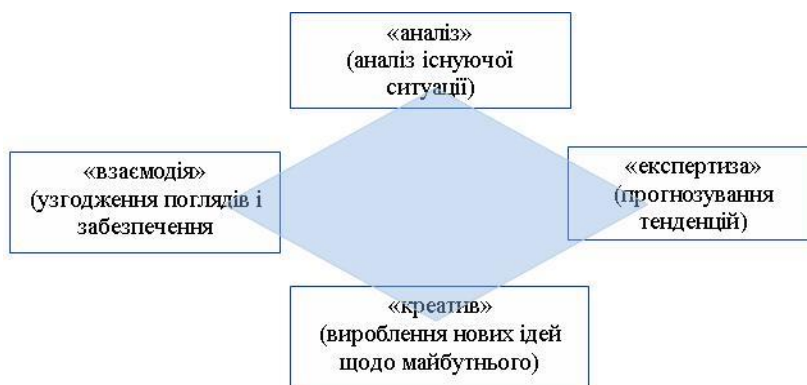 «аналіз»
(аналіз існуючої
ситуації)
«взаємодія»
(узгодження поглядів і
забезпечення
«експертиза»
(прогнозування
тенденцій)
«креатив»
(вироблення нових ідей
щодо майбутнього)